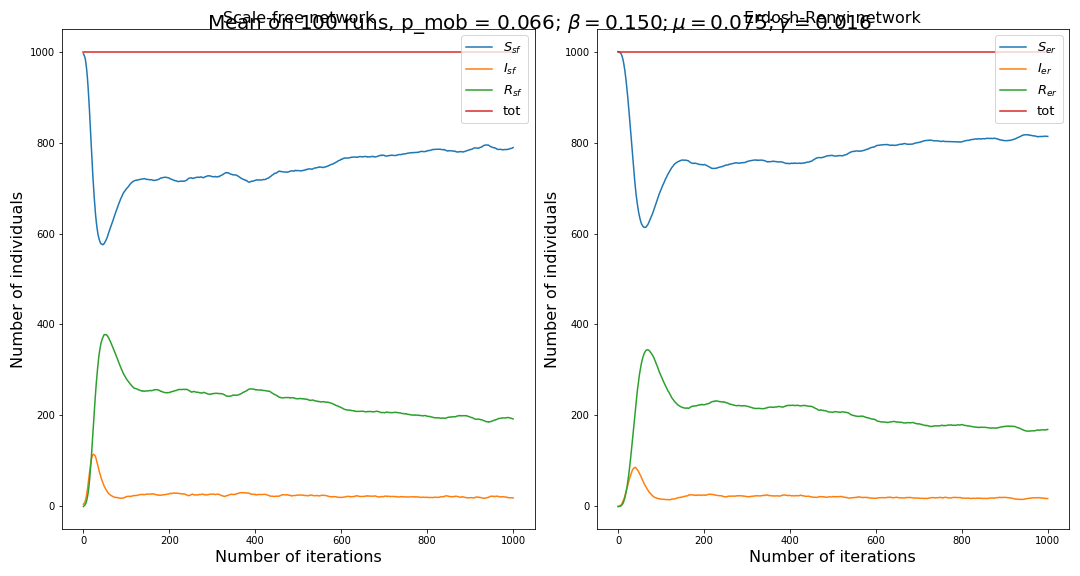 Mean on 100 runs, p_mob = 0.066; β = 0.150; μ = 0.075; γ = 0.016
Scale-free network
Erdosh-Renyi network
Number of individuals
1000
800
600
400
200
0
S_sf
I_sf
R_sf
tot
0 200 400 600 800 1000
Number of iterations
Number of individuals
1000
800
600
400
200
0
S_er
I_er
R_er
tot
0 200 400 600 800 1000
Number of iterations